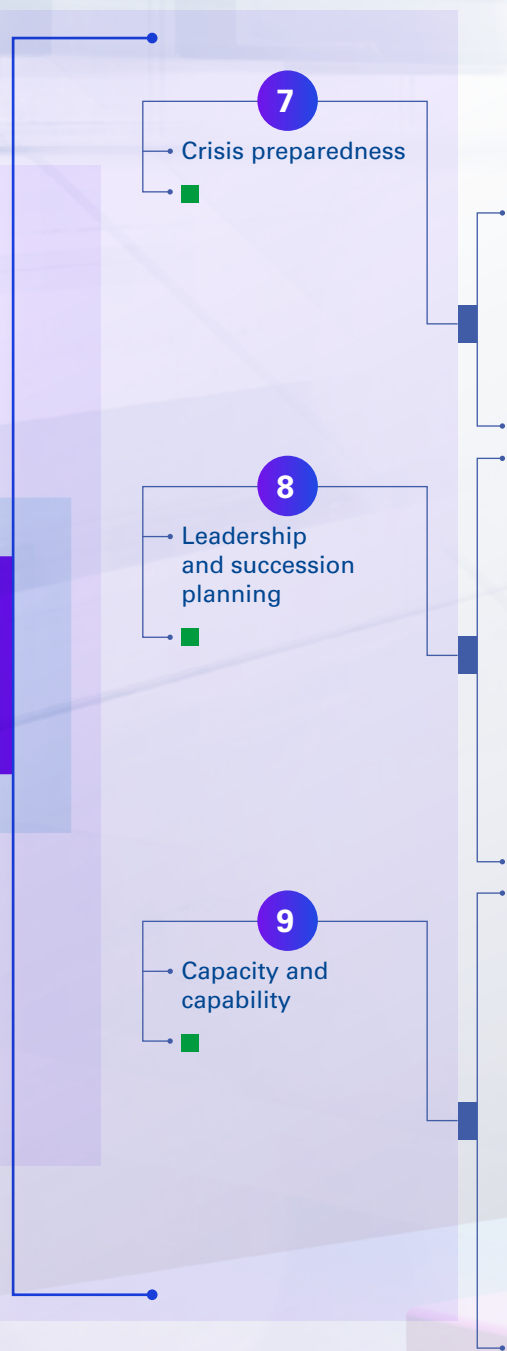 7
Crisis preparedness
8
Leadership
and succession
planning
9
Capacity and
capability